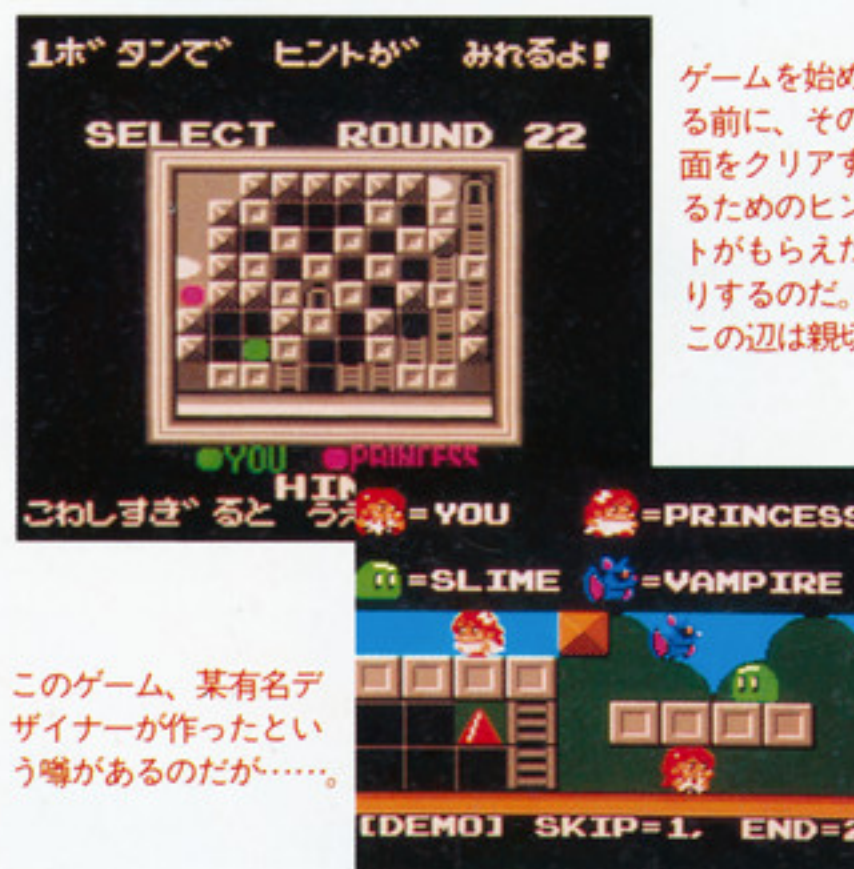 1ボタンで ヒントが みれるよ!
SELECT ROUND 22
YOU PRINCESS
HIN
こわしすぎると うえ
ゲームを始め
る前に、その
面をクリアす
るためのヒン
トがもらえた
りするのだ。
この辺は親切
=YOU =PRINCESS
=SLIME =VAMPIRE
[DEMO] SKIP=1, END=2
このゲーム、某有名デ
ザイナーが作ったとい
う噂があるのだが……。